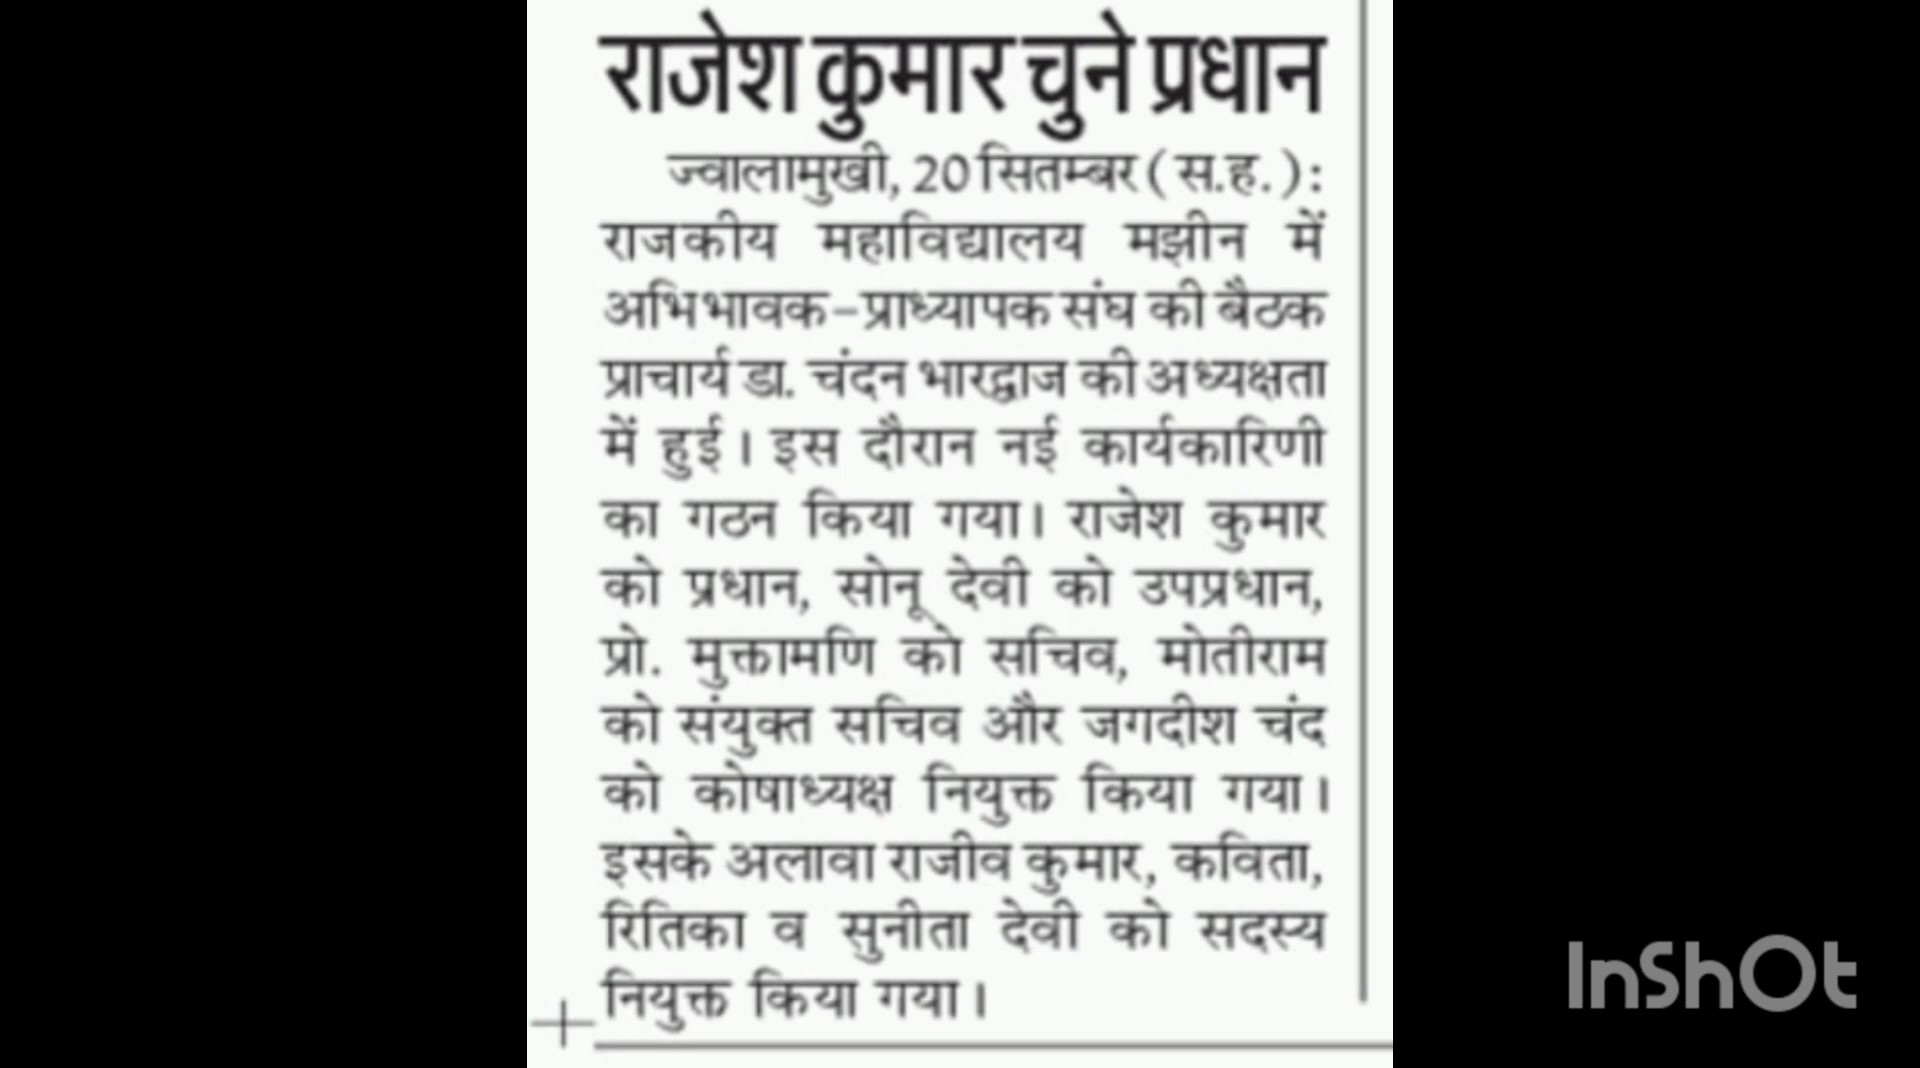 राजेश कुमार चुने प्रधान
ज्वालामुखी, 20 सितम्बर (स.ह.):
राजकीय महाविद्यालय मझीन में
अभिभावक-प्राध्यापक संघ की बैठक
प्राचार्य डा. चंदन भारद्वाज की अध्यक्षता
में हुई। इस दौरान नई कार्यकारिणी
का गठन किया गया। राजेश कुमार
को प्रधान, सोनू देवी को उपप्रधान,
प्रो. मुक्तामणि को सचिव, मोतीराम
को संयुक्त सचिव और जगदीश चंद
को कोषाध्यक्ष नियुक्त किया गया।
इसके अलावा राजीव कुमार, कविता,
रितिका व सुनीता देवी को सदस्य
नियुक्त किया गया।
InShOt